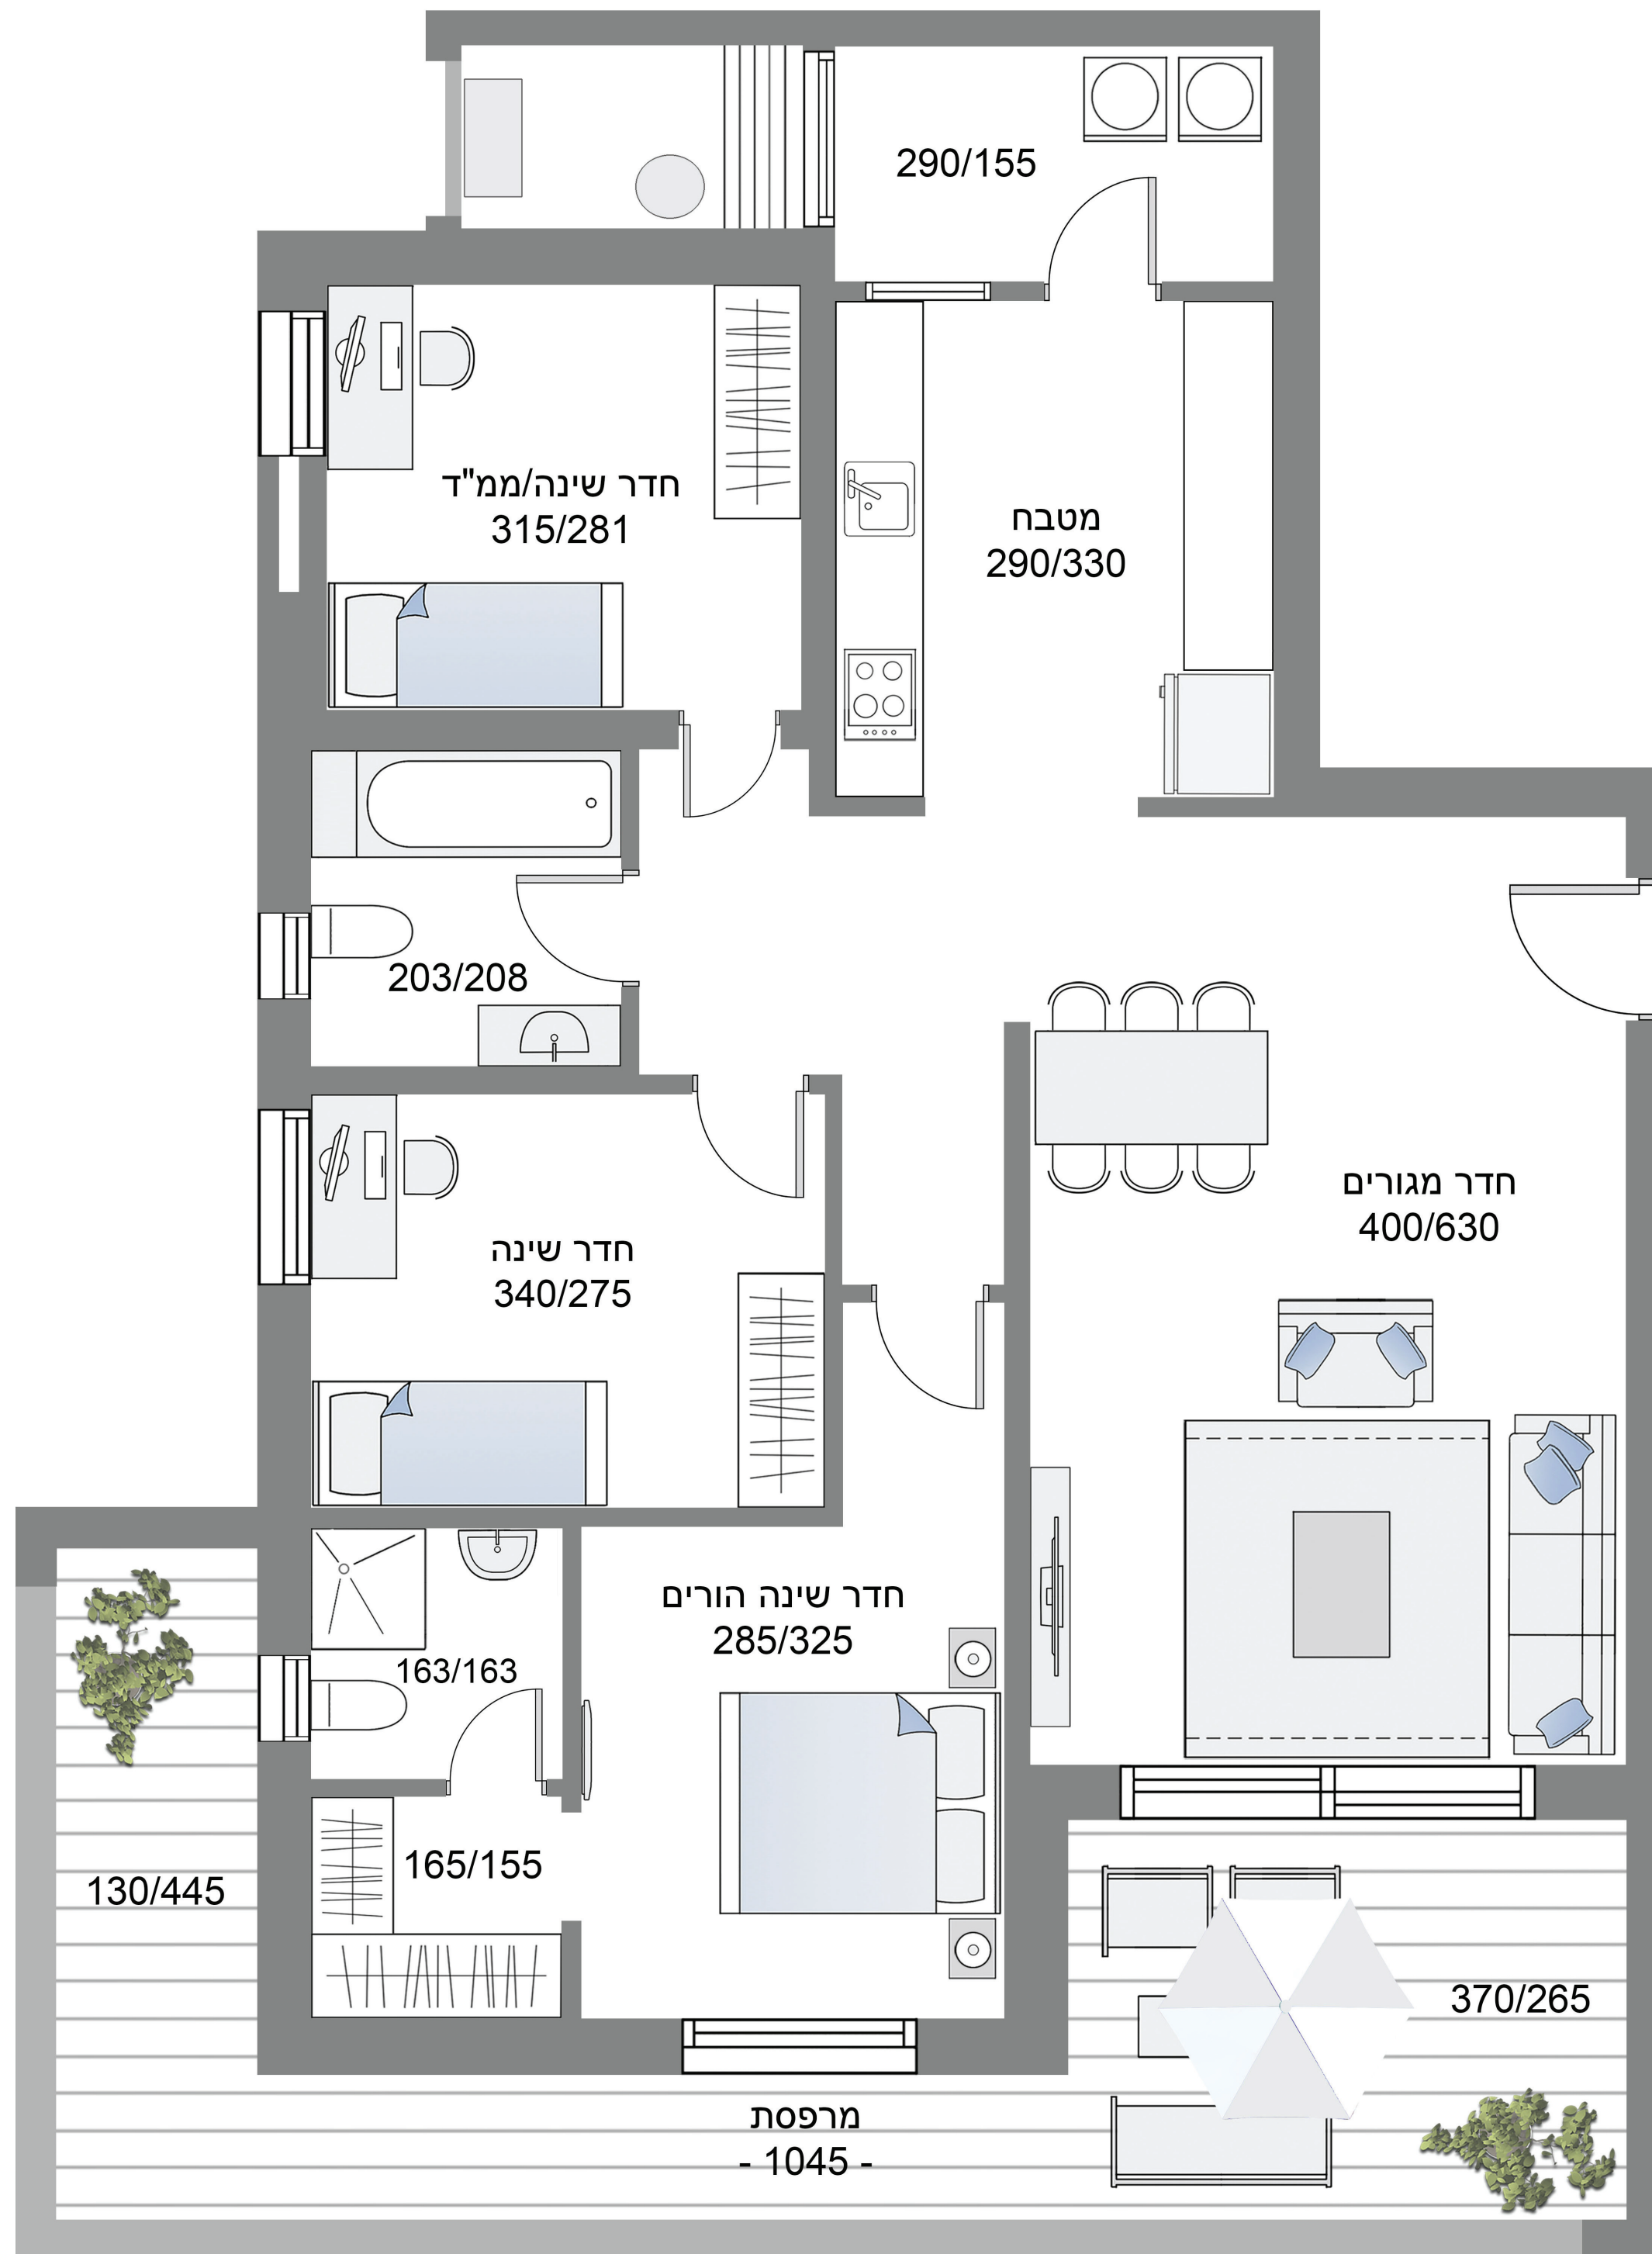 290/155
חדר שינה/ממ"ד
315/281
מטבח
290/330
203/208
חדר מגורים
400/630
חדר שינה
340/275
חדר שינה הורים
285/325
163/163
165/155
130/445
370/265
מרפסת
- 1045 -